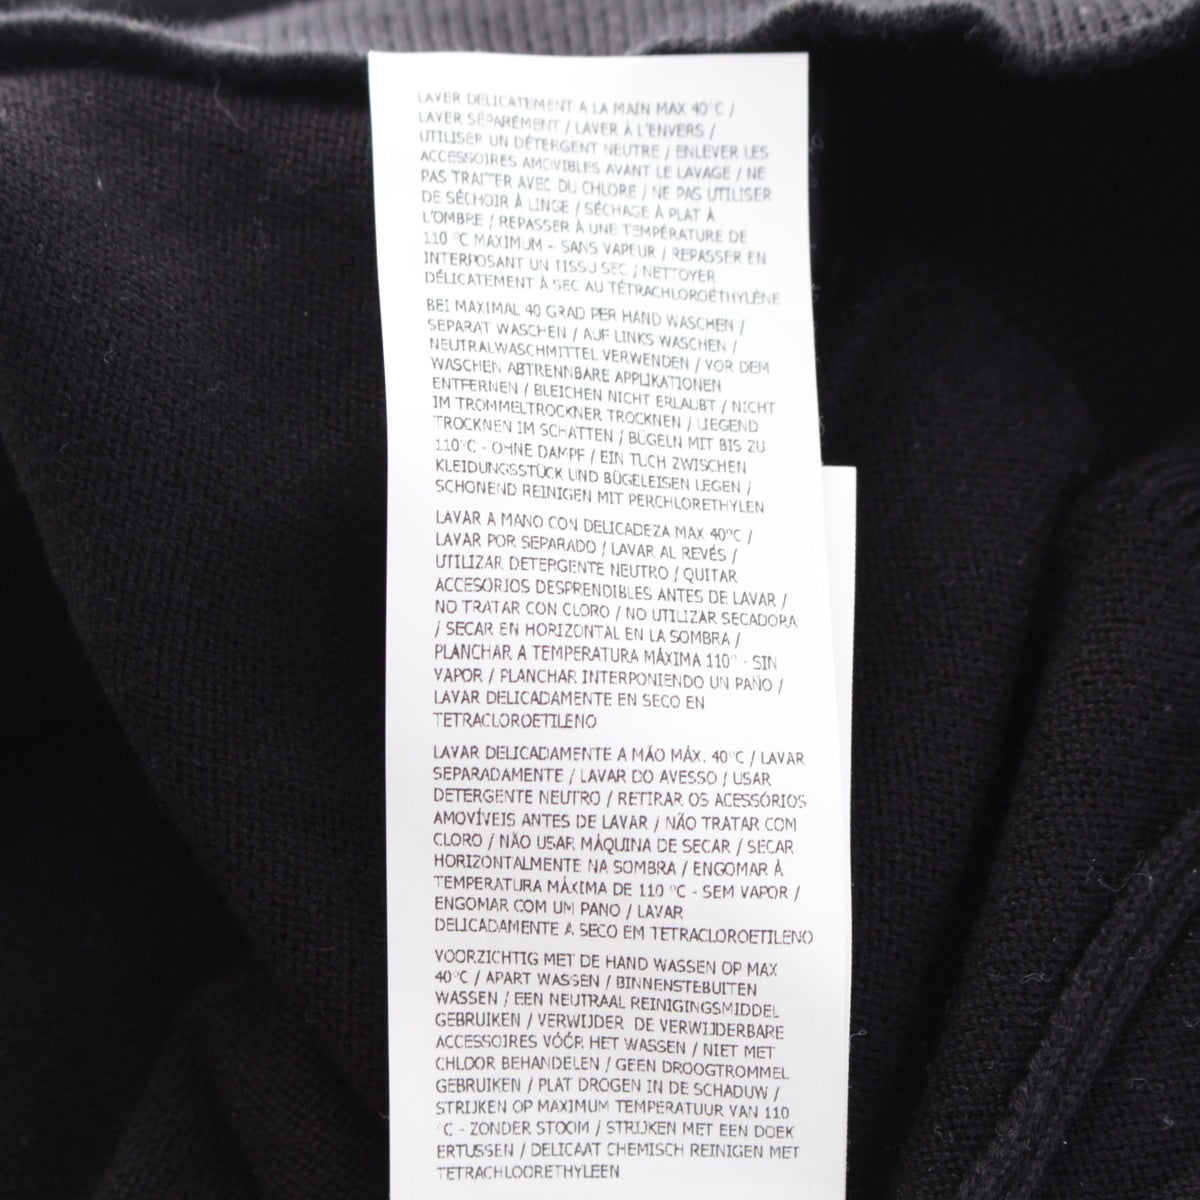 LAVER DELICATEMENT A LA MAIN MAX 40°C /
LAVER SÉPARÉMENT / LAVER À L'ENVERS /
UTILISER UN DÉTERGENT NEUTRE / ENLEVER LES
ACCESSOIRES AMOVIBLES AVANT LE LAVAGE / NE
PAS TRAITER AVEC DU CHLORE / NE PAS UTILISER
DE SÉCHOIR À LINGE / SÉCHAGE À PLAT À
L'OMBRE / REPASSER À UNE TEMPÉRATURE DE
110 °C MAXIMUM - SANS VAPEUR / REPASSER EN
INTERPOSANT UN TISSU SEC / NETTOYER
DÉLICATEMENT À SEC AU TÉTRACHLOROÉTHYLÈNE
BEI MAXIMAL 40 GRAD PER HAND WASCHEN /
SEPARAT WASCHEN / AUF LINKS WASCHEN /
NEUTRALWASCHMITTEL VERWENDEN / VOR DEM
WASCHEN ABTRENNBARE APPLIKATIONEN
ENTFERNEN / BLEICHEN NICHT ERLAUBT / NICHT
IM TROMMELTROCKNER TROCKNEN / LIEGEND
TROCKNEN IM SCHATTEN / BÜGELN MIT BIS ZU
110°C - OHNE DAMPF / EIN TUCH ZWISCHEN
KLEIDUNGSSTÜCK UND BÜGELEISEN LEGEN /
SCHONEND REINIGEN MIT PERCHLORETHYLEN
LAVAR A MANO CON DELICADEZA MAX 40°C /
LAVAR POR SEPARADO / LAVAR AL REVÉS /
UTILIZAR DETERGENTE NEUTRO / QUITAR
ACCESORIOS DESPRENDIBLES ANTES DE LAVAR /
NO TRATAR CON CLORO / NO UTILIZAR SECADORA
/ SECAR EN HORIZONTAL EN LA SOMBRA /
PLANCHAR A TEMPERATURA MÁXIMA 110° - SIN
VAPOR / PLANCHAR INTERPONIENDO UN PAÑO /
LAVAR DELICADAMENTE EN SECO EN
TETRACLOROETILENO
LAVAR DELICADAMENTE A MÃO MÁX. 40°C / LAVAR
SEPARADAMENTE / LAVAR DO AVESSO / USAR
DETERGENTE NEUTRO / RETIRAR OS ACESSÓRIOS
AMOVÍVEIS ANTES DE LAVAR / NÃO TRATAR COM
CLORO / NÃO USAR MÁQUINA DE SECAR / SECAR
HORIZONTALMENTE NA SOMBRA / ENGOMAR À
TEMPERATURA MÁXIMA DE 110 °C - SEM VAPOR /
ENGOMAR COM UM PANO / LAVAR
DELICADAMENTE A SECO EM TETRACLOROETILENO
VOORZICHTIG MET DE HAND WASSEN OP MAX
40°C / APART WASSEN / BINNENSTEBUITEN
WASSEN / EEN NEUTRAAL REINIGINGSMIDDEL
GEBRUIKEN / VERWIJDER DE VERWIJDERBARE
ACCESSOIRES VÓÓR HET WASSEN / NIET MET
CHLOOR BEHANDELEN / GEEN DROOGTROMMEL
GEBRUIKEN / PLAT DROGEN IN DE SCHADUW /
STRIJKEN OP MAXIMUM TEMPERATUUR VAN 110
°C - ZONDER STOOM / STRIJKEN MET EEN DOEK
ERTUSSEN / DELICAAT CHEMISCH REINIGEN MET
TETRACHLOORETHYLEEN